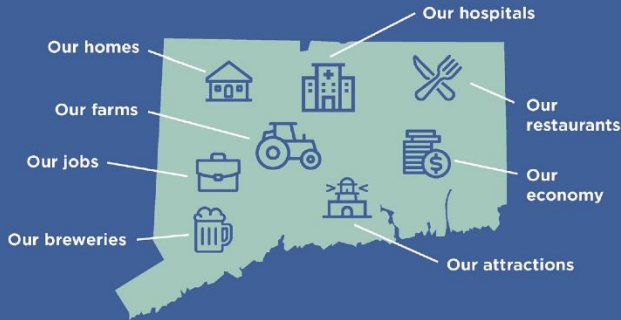 Our hospitals
Our homes
Our farms
Our
restaurants
Our jobs
Our
economy
Our breweries
Our attractions
$